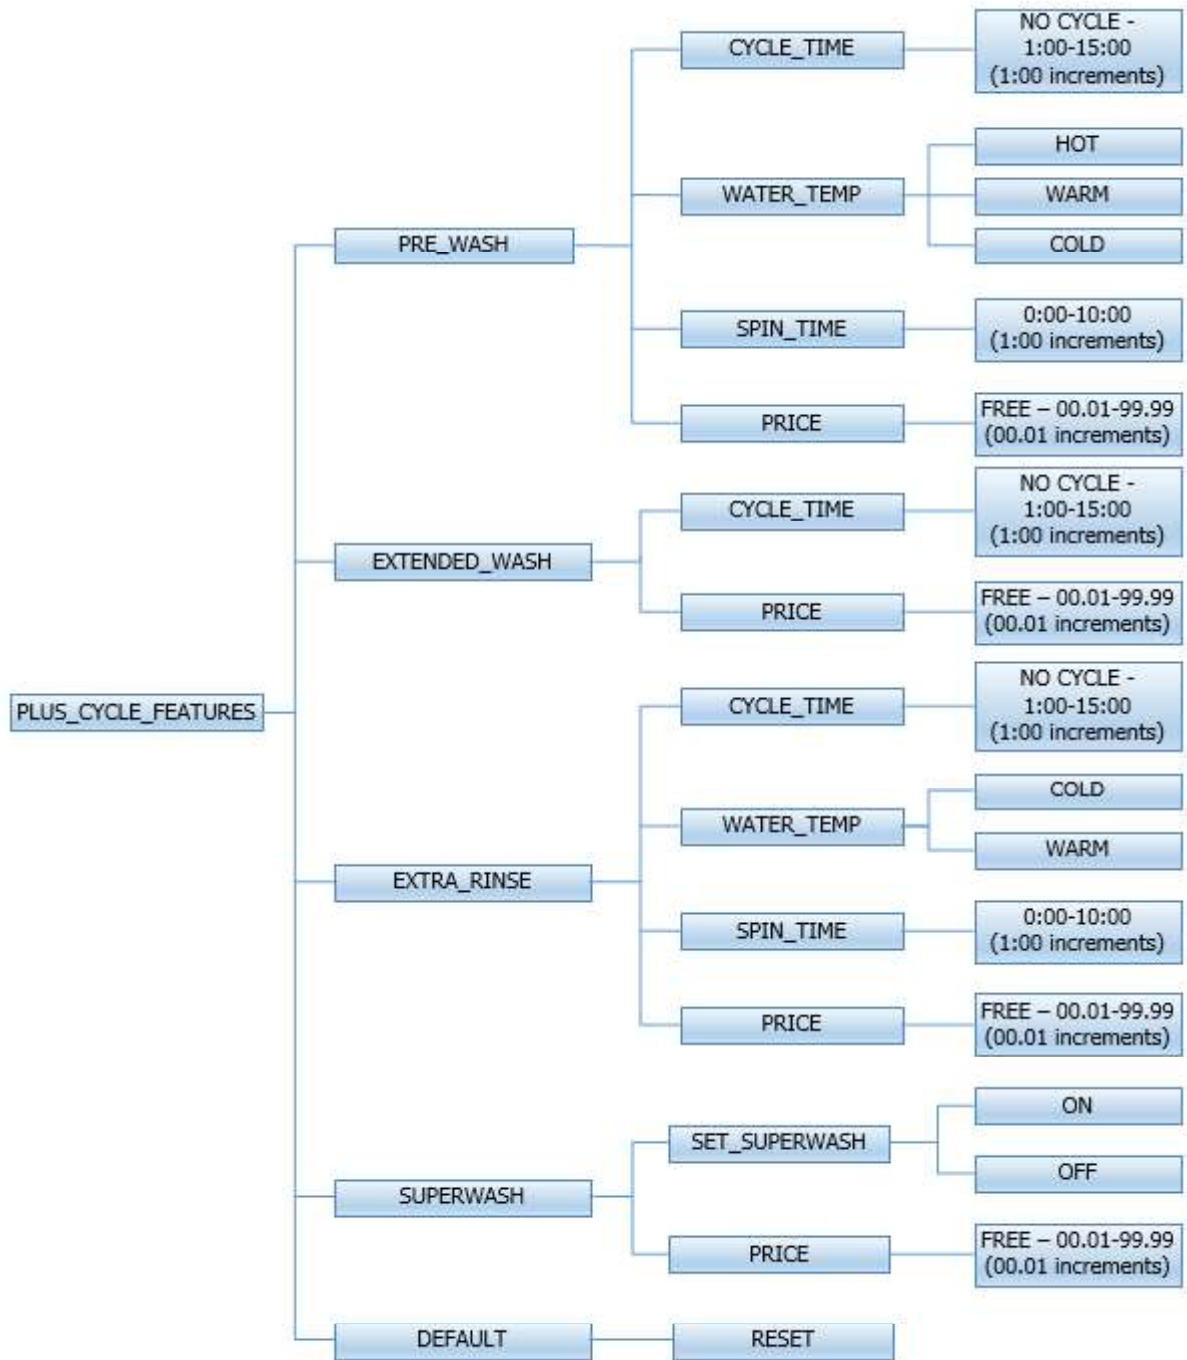 PLUS_CYCLE_FEATURES
PRE_WASH
CYCLE_TIME
NO CYCLE -
1:00-15:00
(1:00 increments)
WATER_TEMP
HOT
WARM
COLD
SPIN_TIME
0:00-10:00
(1:00 increments)
PRICE
FREE – 00.01-99.99
(00.01 increments)
EXTENDED_WASH
CYCLE_TIME
NO CYCLE -
1:00-15:00
(1:00 increments)
PRICE
FREE – 00.01-99.99
(00.01 increments)
EXTRA_RINSE
CYCLE_TIME
NO CYCLE -
1:00-15:00
(1:00 increments)
WATER_TEMP
COLD
WARM
SPIN_TIME
0:00-10:00
(1:00 increments)
PRICE
FREE – 00.01-99.99
(00.01 increments)
SUPERWASH
SET_SUPERWASH
ON
OFF
PRICE
FREE – 00.01-99.99
(00.01 increments)
DEFAULT
RESET